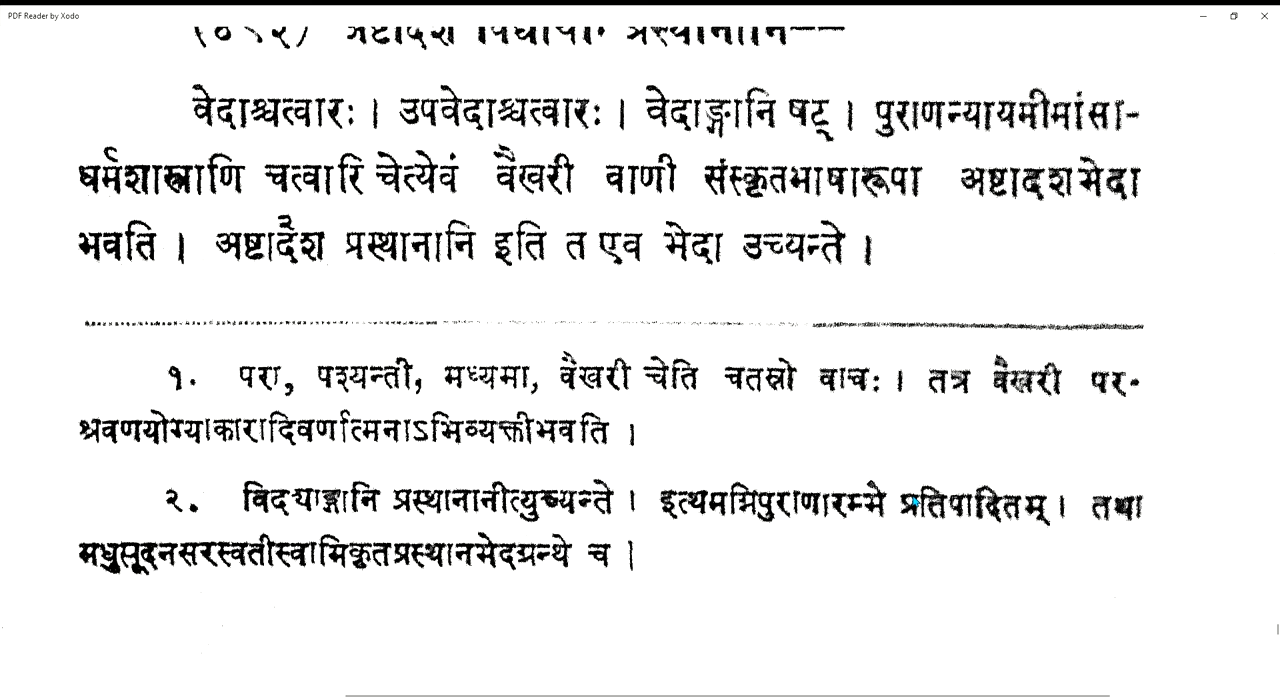 PDF Reader by Xodo
अष्टादश विद्यायाः प्रस्थानानि—
वेदाश्चत्वारः । उपवेदाश्चत्वारः । वेदाङ्गानि षट् । पुराणन्यायमीमांसा-
धर्मशास्त्राणि चत्वारि चेत्येवं वैखरी वाणी संस्कृतभाषारूपा अष्टादशभेदा
भवति । अष्टादश२ प्रस्थानानि इति त एव भेदा उच्यन्ते ।
१. परा, पश्यन्ती, मध्यमा, वैखरी चेति चतस्रो वाचः । तत्र वैखरी पर-
श्रवणयोग्याकारादिवर्णात्मनाऽभिव्यक्तीभवति ।
२. विद्याङ्गानि प्रस्थानानीत्युच्यन्ते । इत्थमग्निपुराणारम्भे प्रतिपादितम् । तथा
मधुसूदनसरस्वतीस्वामिकृतप्रस्थानभेदग्रन्थे च ।